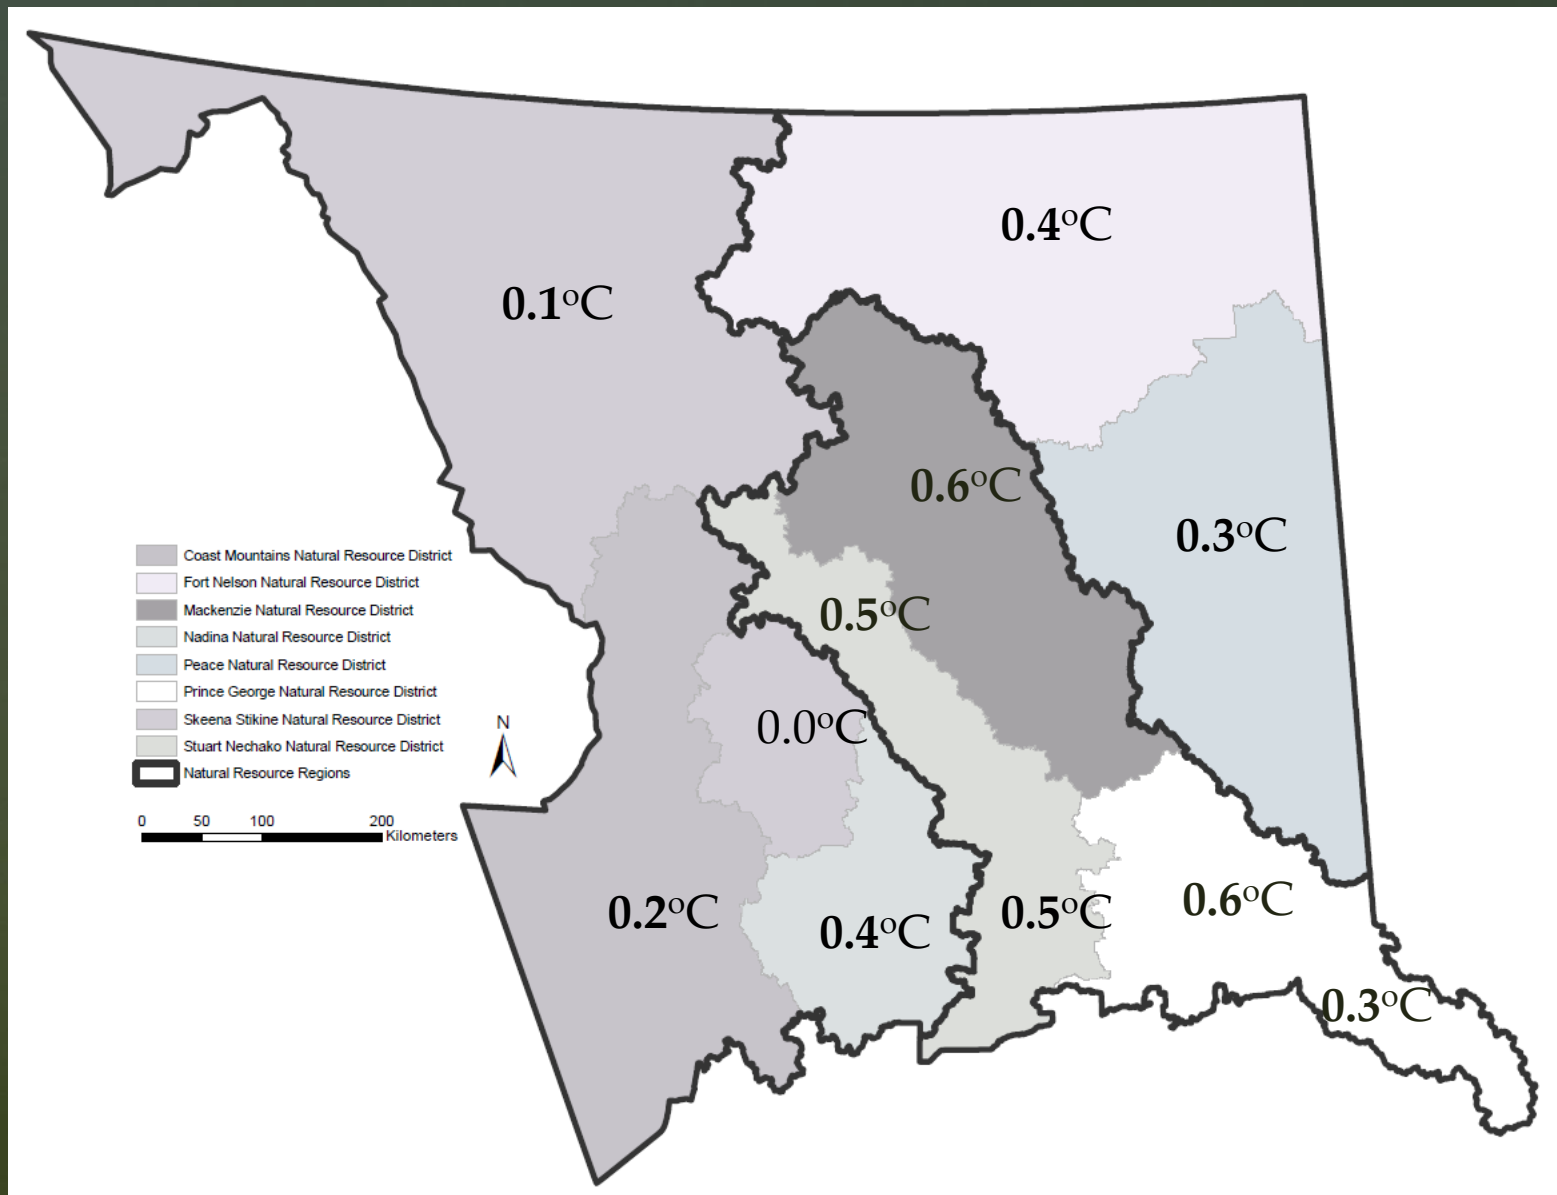 0.4°C
0.1°C
0.6°C
0.3°C
0.5°C
0.0°C
0.2°C
0.4°C
0.5°C
0.6°C
0.3°C
Coast Mountains Natural Resource District
Fort Nelson Natural Resource District
Mackenzie Natural Resource District
Nadina Natural Resource District
Peace Natural Resource District
Prince George Natural Resource District
Skeena Stikine Natural Resource District
Stuart Nechako Natural Resource District
Natural Resource Regions
N
0 50 100 200
Kilometers